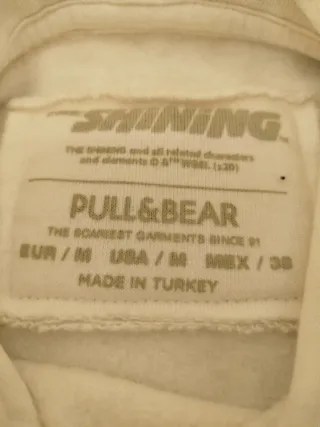 SHINING™
THE SHINING and all related characters
and elements © &™ WBEI. (s20)
PULL&BEAR
THE SCARIEST GARMENTS SINCE 91
EUR / M USA / M MEX / 38
MADE IN TURKEY